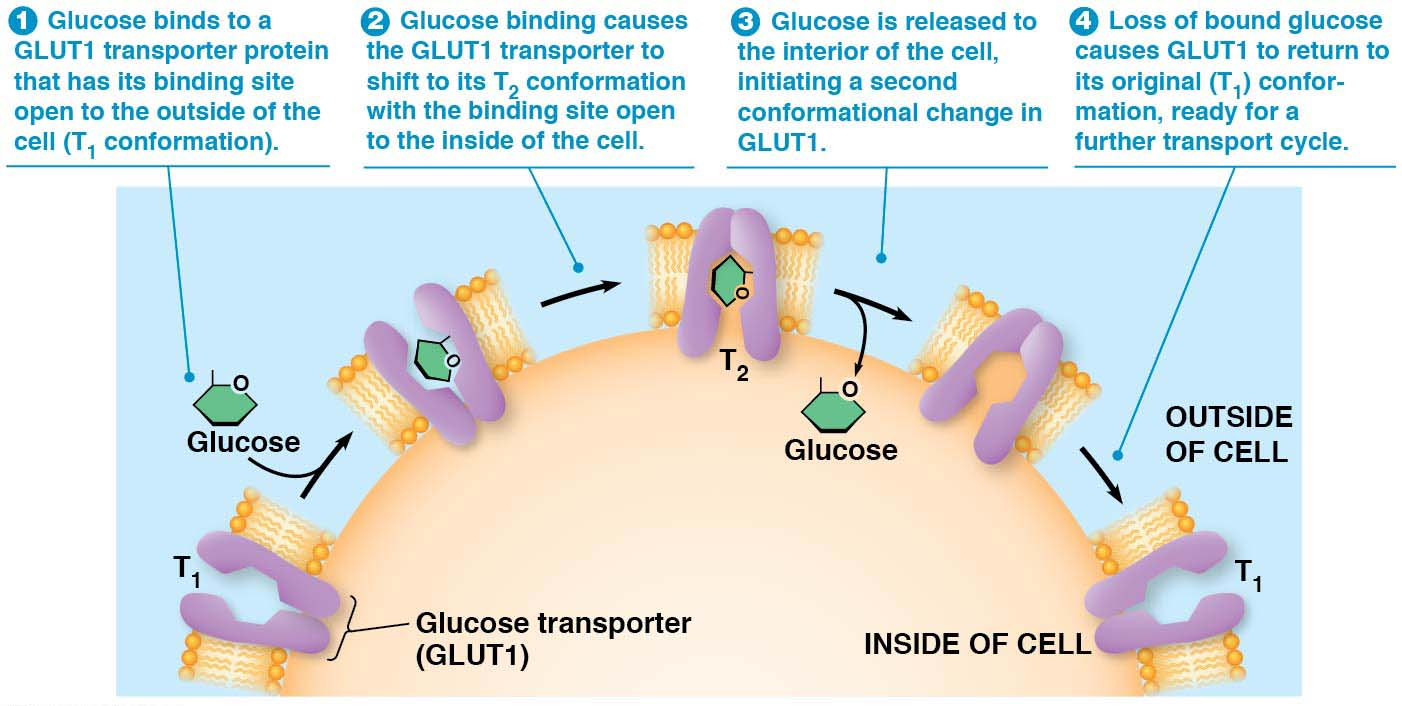 1 Glucose binds to a
GLUT1 transporter protein
that has its binding site
open to the outside of the
cell (T1 conformation).
2 Glucose binding causes
the GLUT1 transporter to
shift to its T2 conformation
with the binding site open
to the inside of the cell.
3 Glucose is released to
the interior of the cell,
initiating a second
conformational change in
GLUT1.
4 Loss of bound glucose
causes GLUT1 to return to
its original (T1) confor-
mation, ready for a
further transport cycle.
O
Glucose
T1
Glucose transporter
(GLUT1)
O
O
T2
O
Glucose
OUTSIDE
OF CELL
T1
INSIDE OF CELL